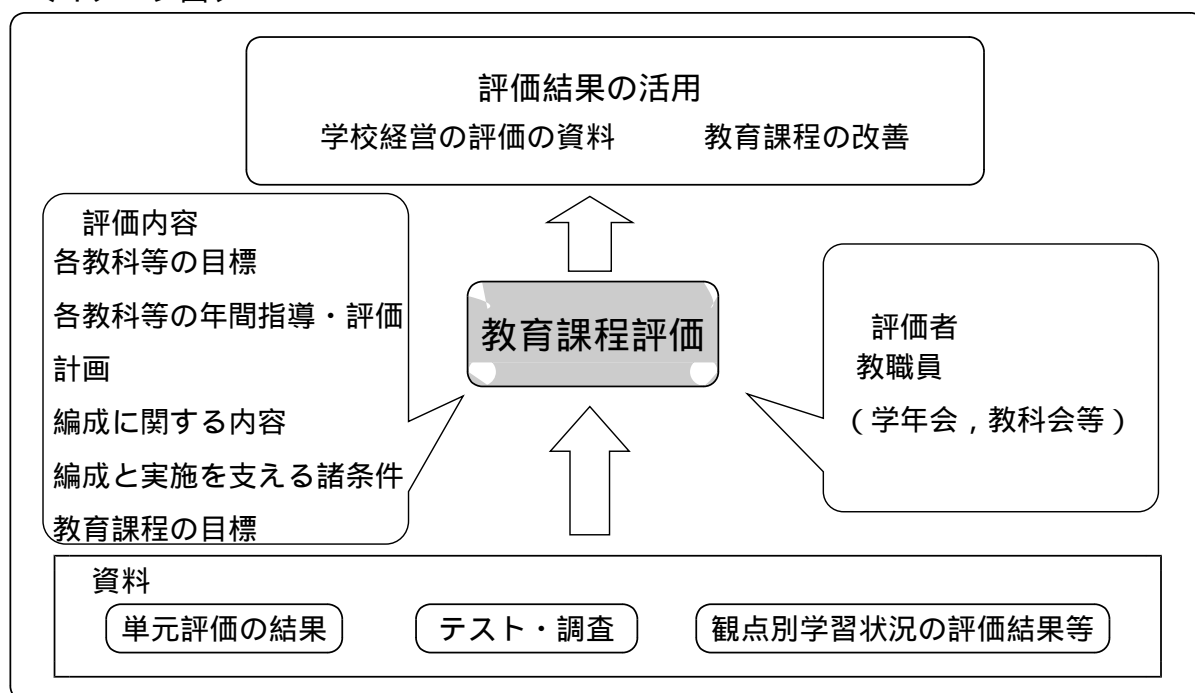 評価結果の活用
学校経営の評価の資料 教育課程の改善
評価内容
各教科等の目標
各教科等の年間指導・評価
計画
編成に関する内容
編成と実施を支える諸条件
教育課程の目標
教育課程評価
評価者
教職員
(学年会,教科会等)
資料
単元評価の結果 テスト・調査 観点別学習状況の評価結果等